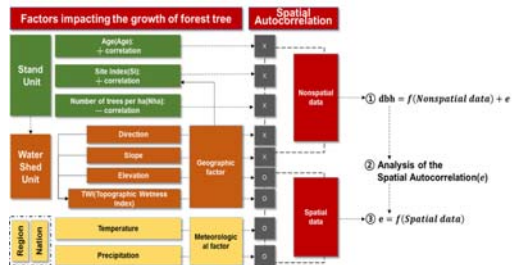 Factors impacting the growth of forest tree
Spatial
Autocorrelation
Stand
Unit
Age(Age):
+ correlation
X
Site Index(SI):
+ correlation
X
Number of trees per ha(Nha):
— correlation
X
Nonspatial
data
① dbh = f(Nonspatial data) + e
Water
Shed
Unit
Direction
X
Slope
X
Elevation
O
TWI(Topographic Wetness
Index)
O
Geographic
factor
② Analysis of the
Spatial Autocorrelation(e)
Spatial
data
③ e = f(Spatial data)
Region
Nation
Temperature
O
Precipitation
O
Meteorologic
al factor